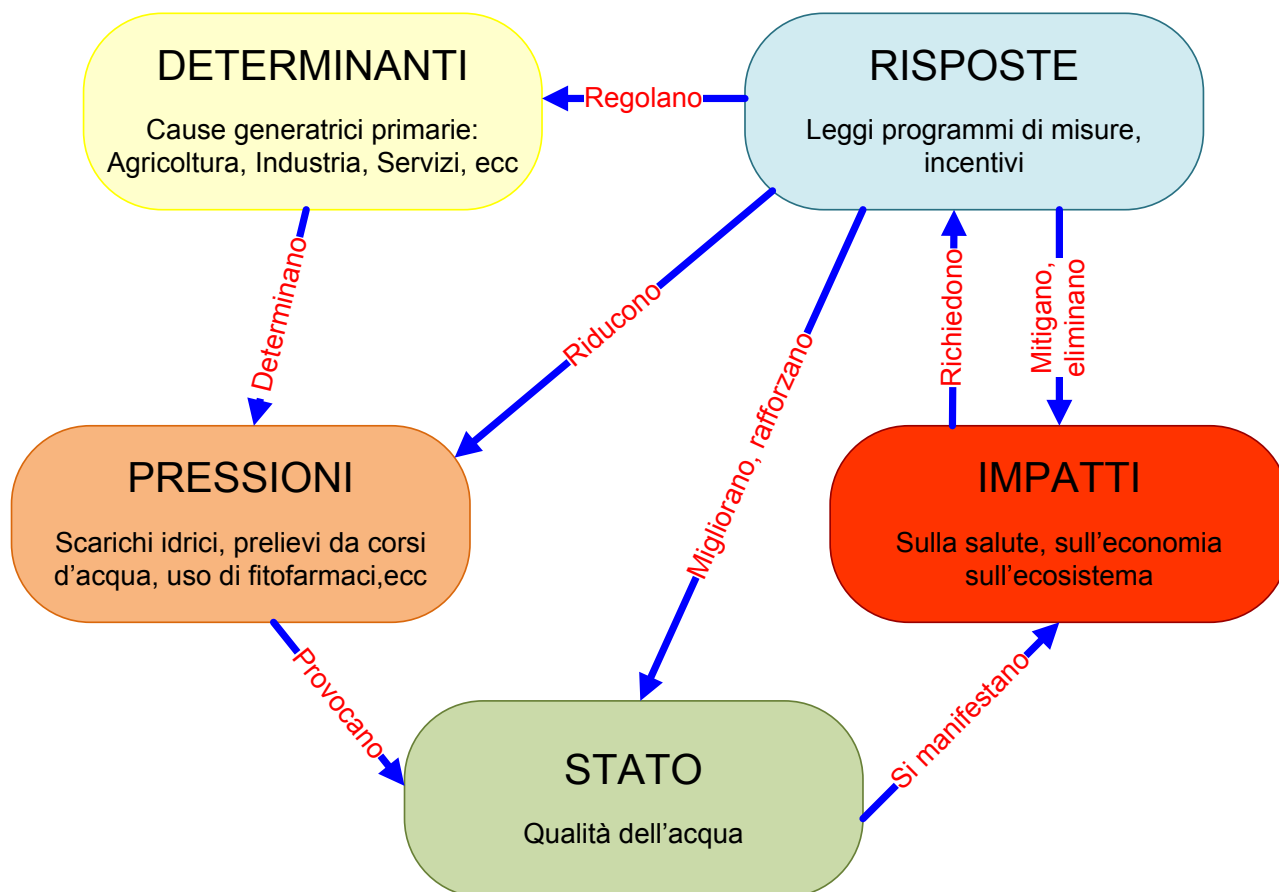 DETERMINANTI
Cause generatrici primarie:
Agricoltura, Industria, Servizi, ecc
RISPOSTE
Leggi programmi di misure,
incentivi
Regolano
Determinano
Riducono
Migliorano, rafforzano
Richiedono
Mitigano,
eliminano
PRESSIONI
Scarichi idrici, prelievi da corsi
d’acqua, uso di fitofarmaci,ecc
IMPATTI
Sulla salute, sull’economia
sull’ecosistema
Provocano
Si manifestano
STATO
Qualità dell’acqua